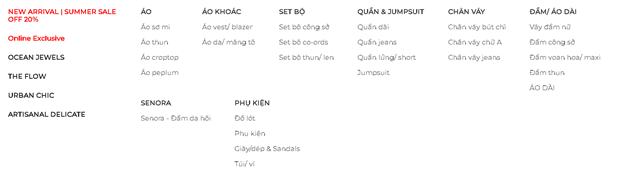 NEW ARRIVAL | SUMMER SALE
OFF 20%
Online Exclusive
OCEAN JEWELS
THE FLOW
URBAN CHIC
ARTISANAL DELICATE
ÁO
Áo sơ mi
Áo thun
Áo croptop
Áo peplum
ÁO KHOÁC
Áo vest/ blazer
Áo dạ/ măng tô
SET BỘ
Set bộ công sở
Set bộ co-ords
Set bộ thun/ len
QUẦN & JUMPSUIT
Quần dài
Quần jeans
Quần lửng/ short
Jumpsuit
CHÂN VÁY
Chân váy bút chì
Chân váy chữ A
Chân váy jeans
ĐẦM/ ÁO DÀI
Váy đầm nữ
Đầm công sở
Đầm voan hoa/ maxi
Đầm thun
ÁO DÀI
SENORA
Senora - Đầm dạ hội
PHỤ KIỆN
Đồ lót
Phụ kiện
Giày/dép & Sandals
Túi/ ví